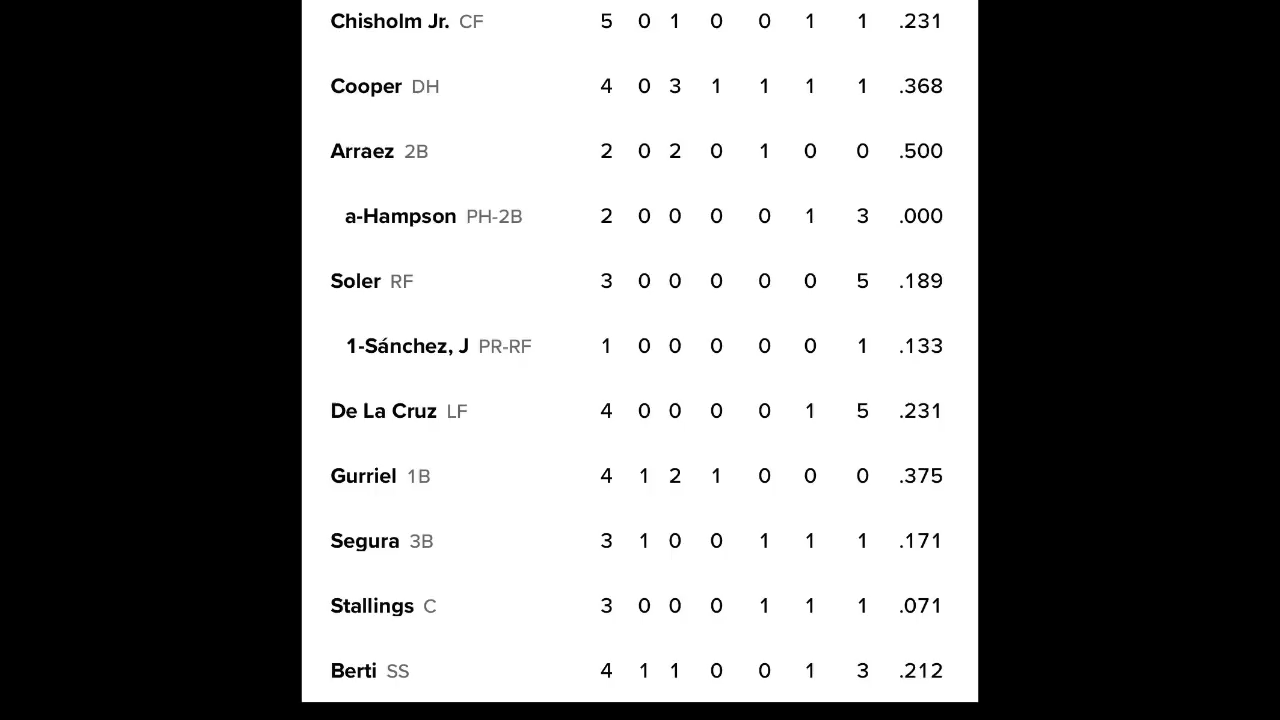 Chisholm Jr. CF 5 0 1 0 0 1 1 .231
Cooper DH 4 0 3 1 1 1 1 .368
Arraez 2B 2 0 2 0 1 0 0 .500
a-Hampson PH-2B 2 0 0 0 0 1 3 .000
Soler RF 3 0 0 0 0 0 5 .189
1-Sánchez, J PR-RF 1 0 0 0 0 0 1 .133
De La Cruz LF 4 0 0 0 0 1 5 .231
Gurriel 1B 4 1 2 1 0 0 0 .375
Segura 3B 3 1 0 0 1 1 1 .171
Stallings C 3 0 0 0 1 1 1 .071
Berti SS 4 1 1 0 0 1 3 .212